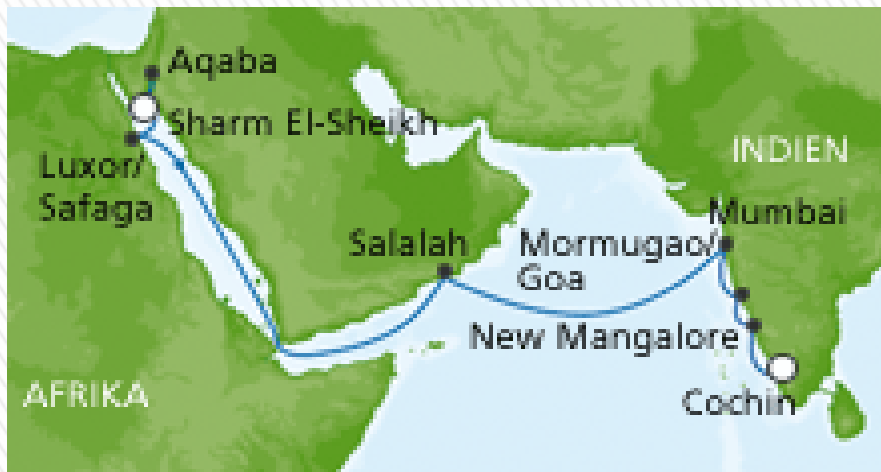 Aqaba
Sharm El-Sheikh
Luxor/
Safaga
INDIEN
Mumbai
Salalah
Mormugao/
Goa
New Mangalore
AFRIKA
Cochin